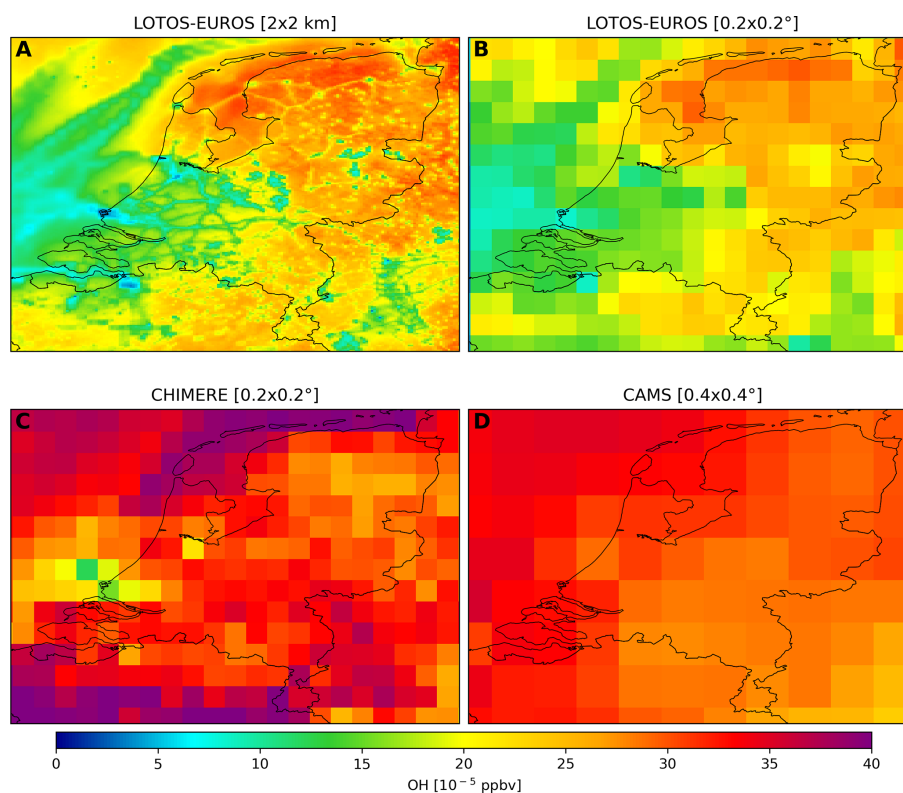 LOTOS-EUROS [2x2 km]
LOTOS-EUROS [0.2x0.2°]
A
B
CHIMERE [0.2x0.2°]
CAMS [0.4x0.4°]
C
D
0 5 10 15 20 25 30 35 40
OH [10⁻⁵ ppbv]